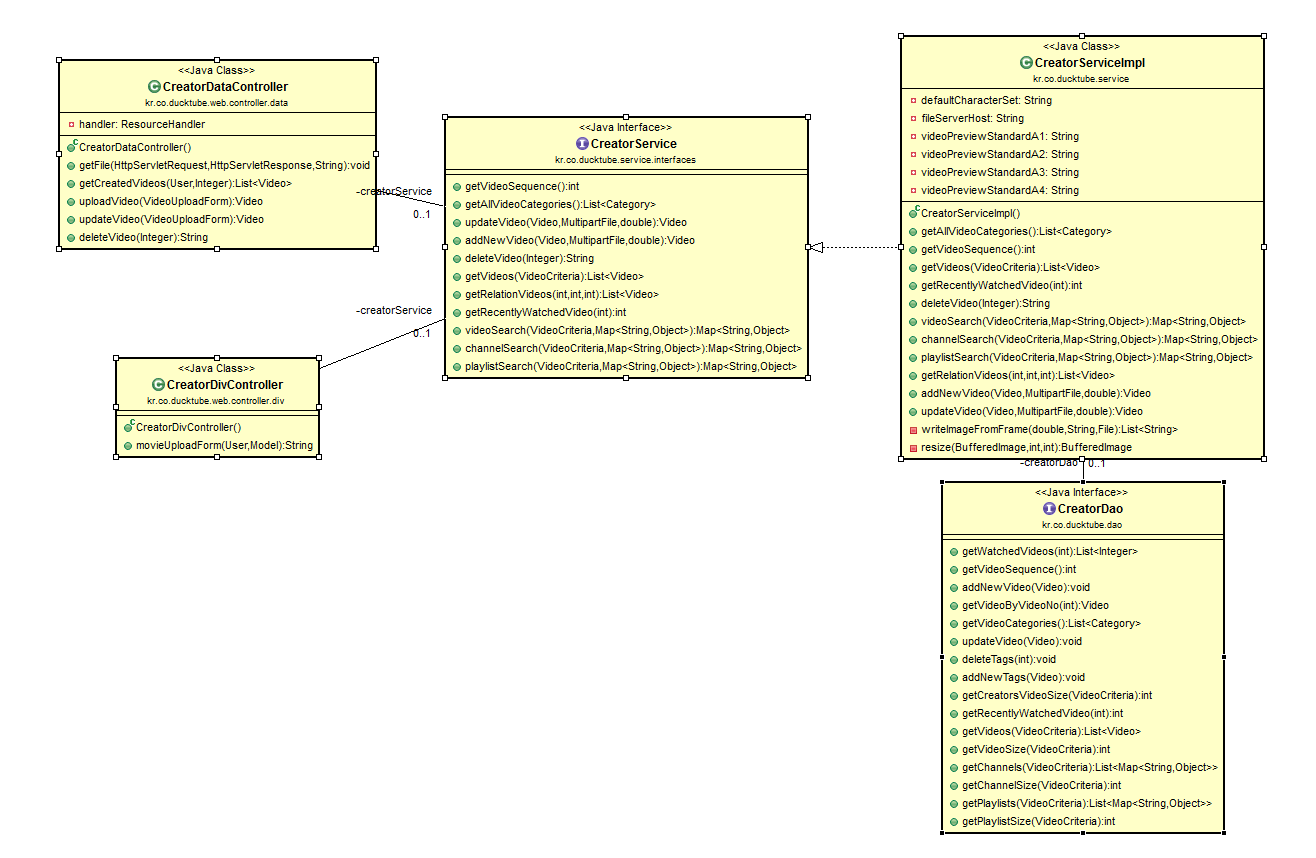 <<Java Class>>
CreatorDataController
kr.co.ducktube.web.controller.data
handler: ResourceHandler
CreatorDataController()
getFile(HttpServletRequest,HttpServletResponse,String):void
getCreatedVideos(User,Integer):List<Video>
uploadVideo(VideoUploadForm):Video
updateVideo(VideoUploadForm):Video
deleteVideo(Integer):String
-creatorService
0..1
<<Java Interface>>
CreatorService
kr.co.ducktube.service.interfaces
getVideoSequence():int
getAllVideoCategories():List<Category>
updateVideo(Video,MultipartFile,double):Video
addNewVideo(Video,MultipartFile,double):Video
deleteVideo(Integer):String
getVideos(VideoCriteria):List<Video>
getRelationVideos(int,int,int):List<Video>
getRecentlyWatchedVideo(int):int
videoSearch(VideoCriteria,Map<String,Object>):Map<String,Object>
channelSearch(VideoCriteria,Map<String,Object>):Map<String,Object>
playlistSearch(VideoCriteria,Map<String,Object>):Map<String,Object>
-creatorService
0..1
<<Java Class>>
CreatorDivController
kr.co.ducktube.web.controller.div
CreatorDivController()
movieUploadForm(User,Model):String
<<Java Class>>
CreatorServiceImpl
kr.co.ducktube.service
defaultCharacterSet: String
fileServerHost: String
videoPreviewStandardA1: String
videoPreviewStandardA2: String
videoPreviewStandardA3: String
videoPreviewStandardA4: String
CreatorServiceImpl()
getAllVideoCategories():List<Category>
getVideoSequence():int
getVideos(VideoCriteria):List<Video>
getRecentlyWatchedVideo(int):int
deleteVideo(Integer):String
videoSearch(VideoCriteria,Map<String,Object>):Map<String,Object>
channelSearch(VideoCriteria,Map<String,Object>):Map<String,Object>
playlistSearch(VideoCriteria,Map<String,Object>):Map<String,Object>
getRelationVideos(int,int,int):List<Video>
addNewVideo(Video,MultipartFile,double):Video
updateVideo(Video,MultipartFile,double):Video
writeImageFromFrame(double,String,File):List<String>
resize(BufferedImage,int,int):BufferedImage
-creatorDao
0..1
<<Java Interface>>
CreatorDao
kr.co.ducktube.dao
getWatchedVideos(int):List<Integer>
getVideoSequence():int
addNewVideo(Video):void
getVideoByVideoNo(int):Video
getVideoCategories():List<Category>
updateVideo(Video):void
deleteTags(int):void
addNewTags(Video):void
getCreatorsVideoSize(VideoCriteria):int
getRecentlyWatchedVideo(int):int
getVideos(VideoCriteria):List<Video>
getVideoSize(VideoCriteria):int
getChannels(VideoCriteria):List<Map<String,Object>>
getChannelSize(VideoCriteria):int
getPlaylists(VideoCriteria):List<Map<String,Object>>
getPlaylistSize(VideoCriteria):int